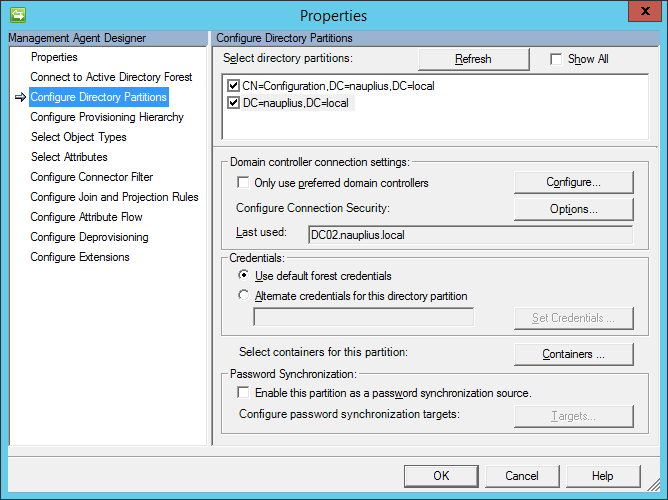 Properties
x
Management Agent Designer
Properties
Connect to Active Directory Forest
Configure Directory Partitions
Configure Provisioning Hierarchy
Select Object Types
Select Attributes
Configure Connector Filter
Configure Join and Projection Rules
Configure Attribute Flow
Configure Deprovisioning
Configure Extensions
Configure Directory Partitions
Select directory partitions:
Refresh
Show All
CN=Configuration,DC=nauplius,DC=local
DC=nauplius,DC=local
Domain controller connection settings:
Only use preferred domain controllers
Configure...
Configure Connection Security:
Options...
Last used:
DC02.nauplius.local
Credentials:
Use default forest credentials
Alternate credentials for this directory partition
Set Credentials ...
Select containers for this partition:
Containers ...
Password Synchronization:
Enable this partition as a password synchronization source.
Configure password synchronization targets:
Targets...
OK
Cancel
Help